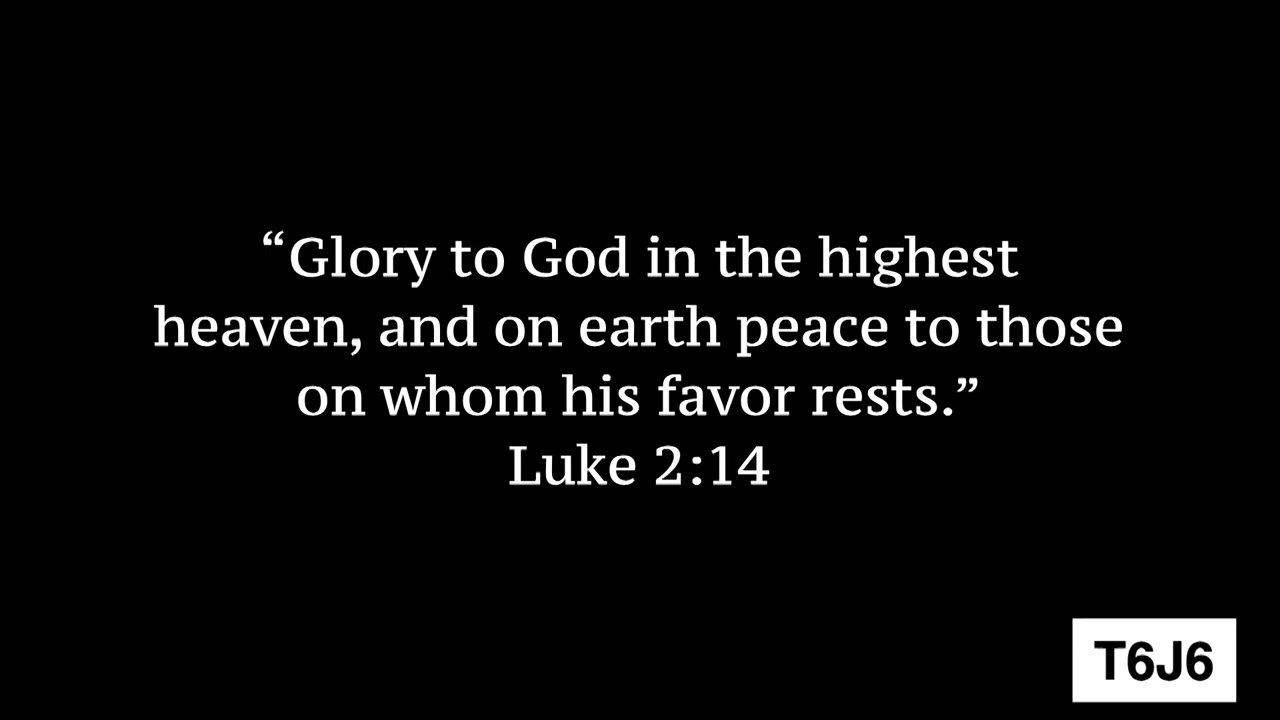 “Glory to God in the highest
heaven, and on earth peace to those
on whom his favor rests.”
Luke 2:14
T6J6